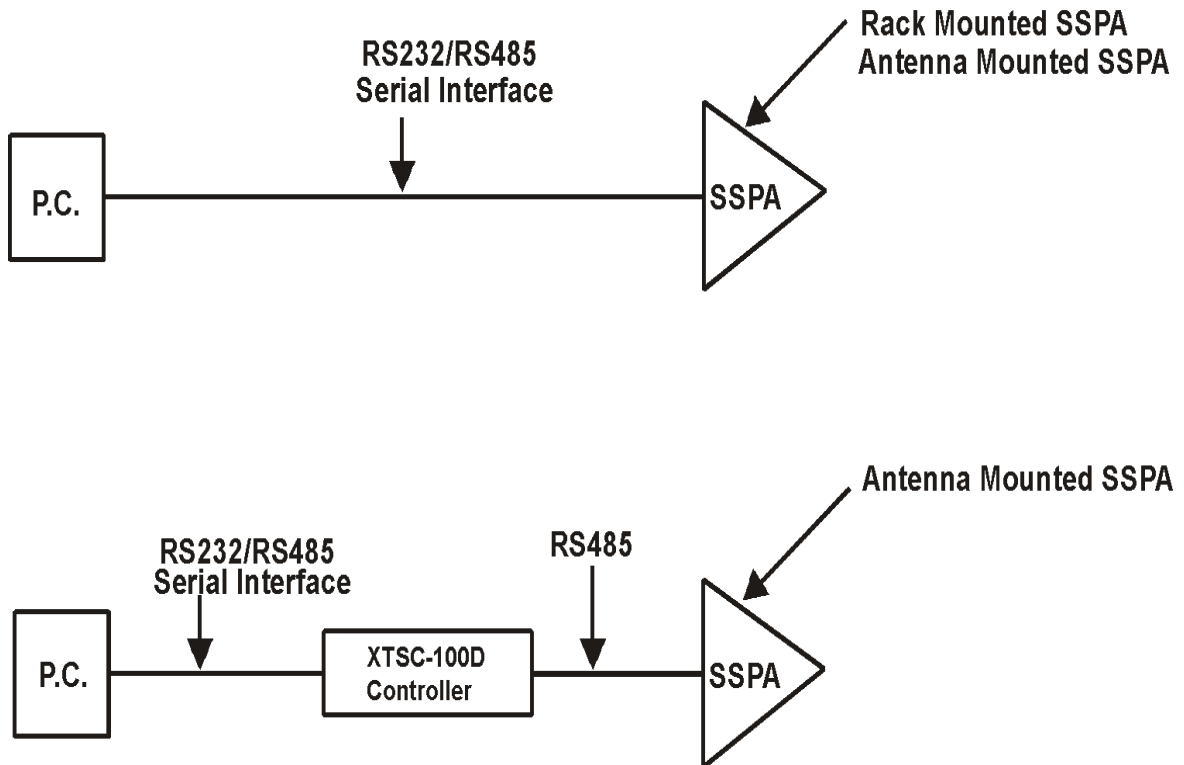 Rack Mounted SSPA
Antenna Mounted SSPA
RS232/RS485
Serial Interface
P.C.
SSPA
Antenna Mounted SSPA
RS232/RS485
Serial Interface
RS485
P.C.
XTSC-100D
Controller
SSPA